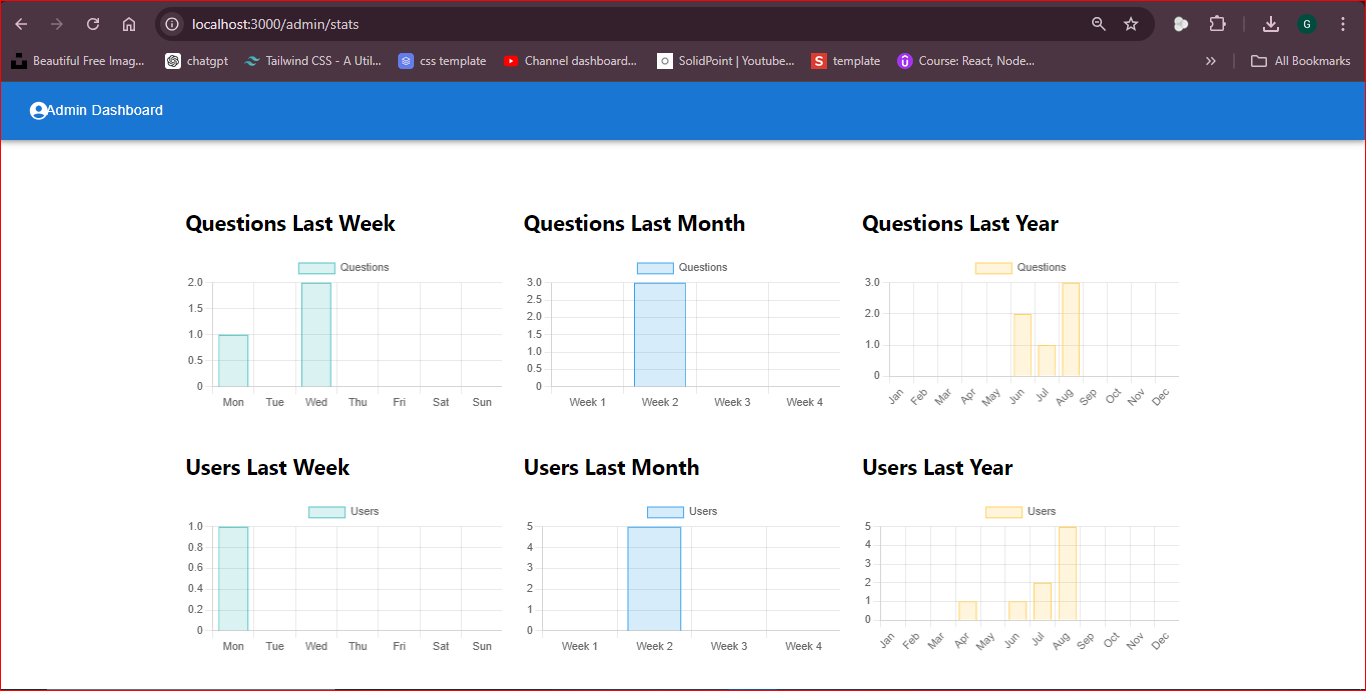 localhost:3000/admin/stats
G
Beautiful Free Imag... chatgpt Tailwind CSS - A Util... css template Channel dashboard... SolidPoint | Youtube... S template Course: React, Node... » All Bookmarks
Admin Dashboard
Questions Last Week
Questions
2.0
1.5
1.0
0.5
0
Mon Tue Wed Thu Fri Sat Sun
Questions Last Month
Questions
3.0
2.5
2.0
1.5
1.0
0.5
0
Week 1 Week 2 Week 3 Week 4
Questions Last Year
Questions
3.0
2.0
1.0
0
Jan Feb Mar Apr May Jun Jul Aug Sep Oct Nov Dec
Users Last Week
Users
1.0
0.8
0.6
0.4
0.2
0
Mon Tue Wed Thu Fri Sat Sun
Users Last Month
Users
5
4
3
2
1
0
Week 1 Week 2 Week 3 Week 4
Users Last Year
Users
5
4
3
2
1
0
Jan Feb Mar Apr May Jun Jul Aug Sep Oct Nov Dec